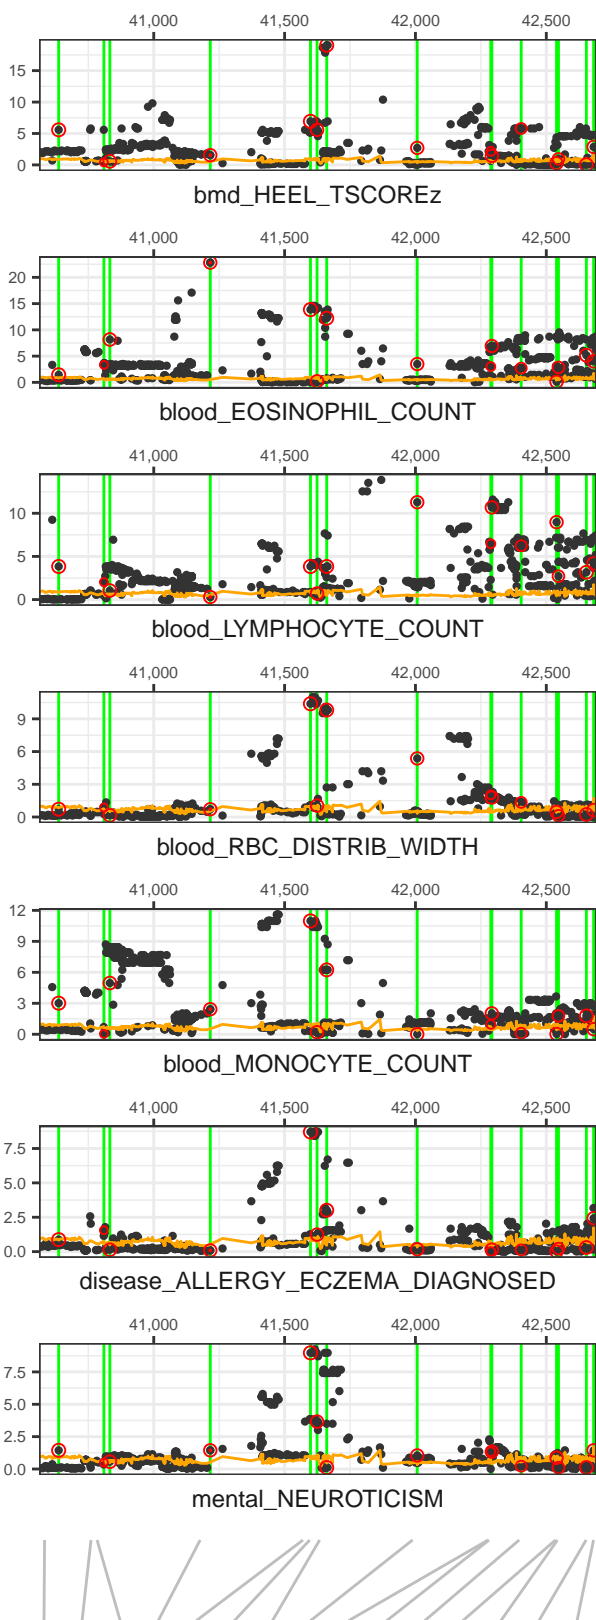 41,000 41,500 42,000 42,500
15
10
5
0
bmd_HEEL_TSCOREz
41,000 41,500 42,000 42,500
20
15
10
5
0
blood_EOSINOPHIL_COUNT
41,000 41,500 42,000 42,500
10
5
0
blood_LYMPHOCYTE_COUNT
41,000 41,500 42,000 42,500
9
6
3
0
blood_RBC_DISTRIB_WIDTH
41,000 41,500 42,000 42,500
12
9
6
3
0
blood_MONOCYTE_COUNT
41,000 41,500 42,000 42,500
7.5
5.0
2.5
0.0
disease_ALLERGY_ECZEMA_DIAGNOSED
41,000 41,500 42,000 42,500
7.5
5.0
2.5
0.0
mental_NEUROTICISM